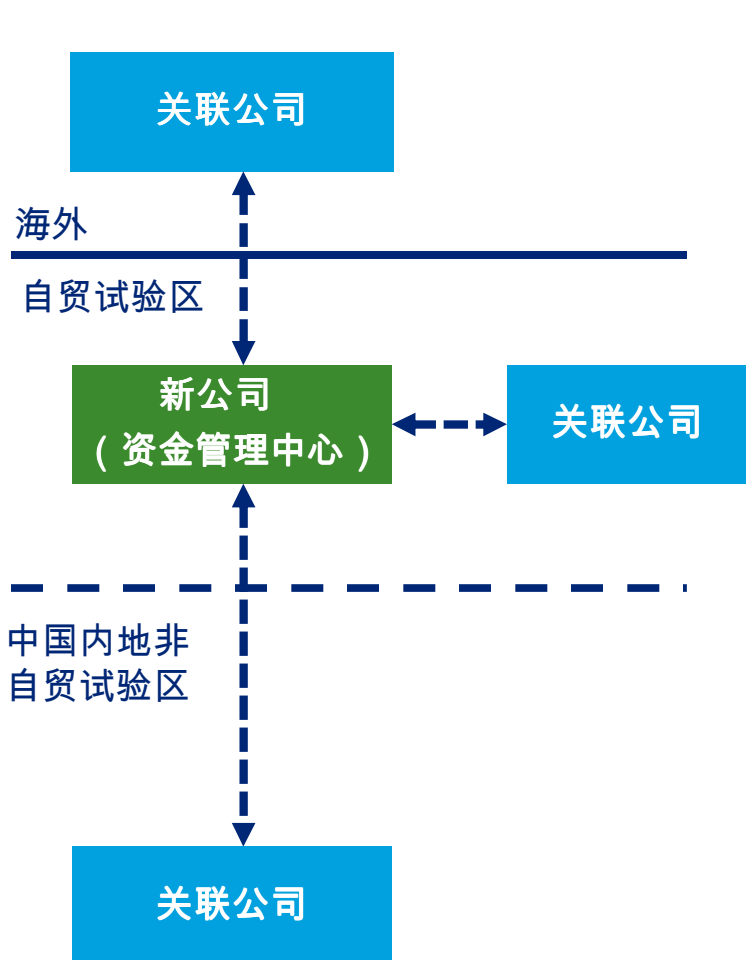 关联公司
海外
自贸试验区
新公司
（资金管理中心）
关联公司
中国内地非
自贸试验区
关联公司